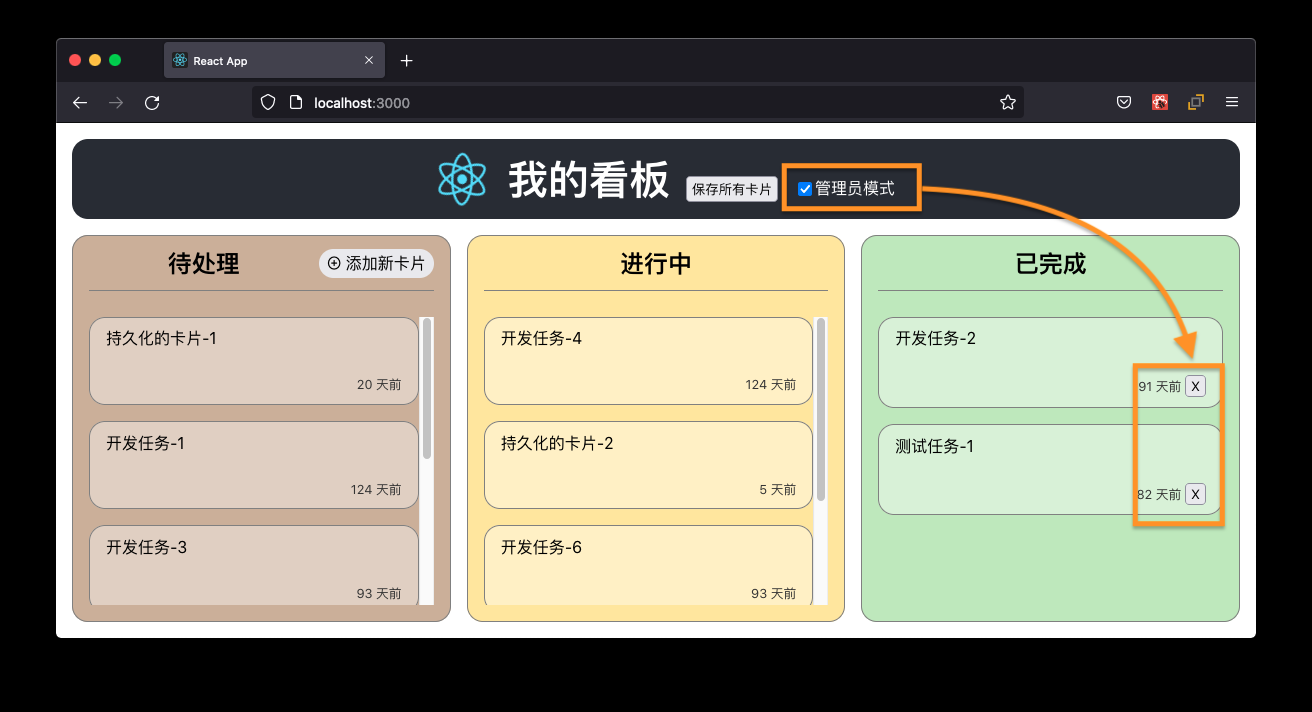 React App
localhost:3000
我的看板
保存所有卡片
管理员模式
待处理
添加新卡片
持久化的卡片-1
20 天前
开发任务-1
124 天前
开发任务-3
93 天前
进行中
开发任务-4
124 天前
持久化的卡片-2
5 天前
开发任务-6
93 天前
已完成
开发任务-2
91 天前 X
测试任务-1
82 天前 X